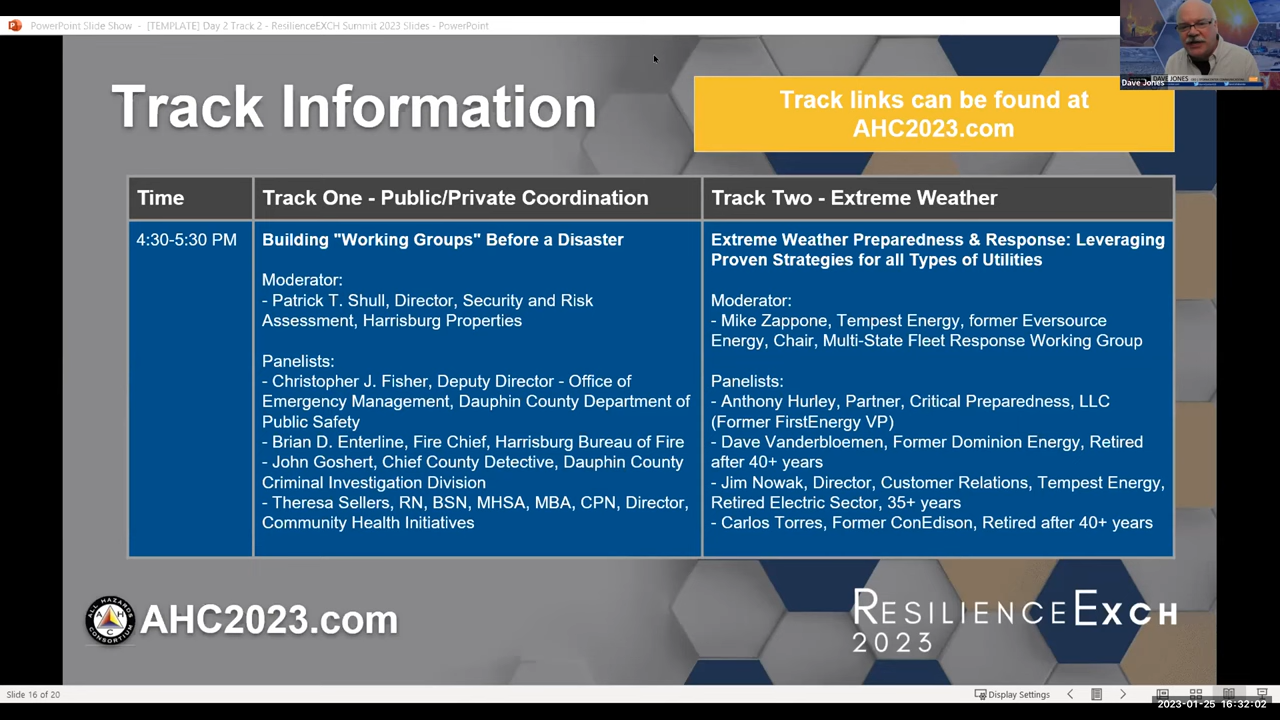 PowerPoint Slide Show - [TEMPLATE] Day 2 Track 2 - ResilienceEXCH Summit 2023 Slides - PowerPoint
Dave Jones
DAVE JONES
Track Information
Track links can be found at
AHC2023.com
Time
Track One - Public/Private Coordination
Track Two - Extreme Weather
4:30-5:30 PM
Building "Working Groups" Before a Disaster
Moderator:
- Patrick T. Shull, Director, Security and Risk
Assessment, Harrisburg Properties
Panelists:
- Christopher J. Fisher, Deputy Director - Office of
Emergency Management, Dauphin County Department of
Public Safety
- Brian D. Enterline, Fire Chief, Harrisburg Bureau of Fire
- John Goshert, Chief County Detective, Dauphin County
Criminal Investigation Division
- Theresa Sellers, RN, BSN, MHSA, MBA, CPN, Director,
Community Health Initiatives
Extreme Weather Preparedness & Response: Leveraging
Proven Strategies for all Types of Utilities
Moderator:
- Mike Zappone, Tempest Energy, former Eversource
Energy, Chair, Multi-State Fleet Response Working Group
Panelists:
- Anthony Hurley, Partner, Critical Preparedness, LLC
(Former FirstEnergy VP)
- Dave Vanderbloemen, Former Dominion Energy, Retired
after 40+ years
- Jim Nowak, Director, Customer Relations, Tempest Energy,
Retired Electric Sector, 35+ years
- Carlos Torres, Former ConEdison, Retired after 40+ years
ALL HAZARDS
CONSORTIUM
A H C
AHC2023.com
RESILIENCEEXCH
2023
Slide 16 of 20
Display Settings
2023-01-25 16:32:02